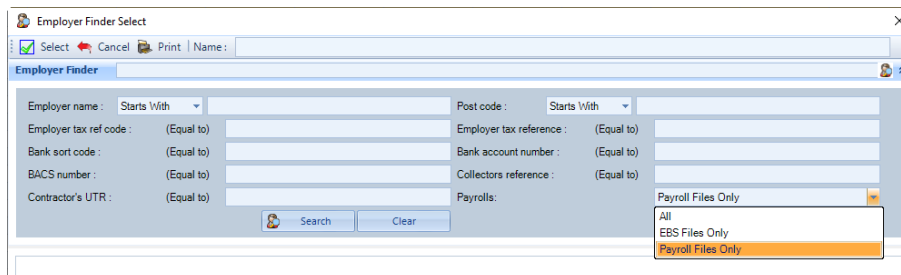 Employer Finder Select
Select Cancel Print | Name :
Employer Finder
Employer name : Starts With Post code : Starts With
Employer tax ref code : (Equal to) Employer tax reference : (Equal to)
Bank sort code : (Equal to) Bank account number : (Equal to)
BACS number : (Equal to) Collectors reference : (Equal to)
Contractor's UTR : (Equal to) Payrolls: Payroll Files Only
Search Clear
All
EBS Files Only
Payroll Files Only